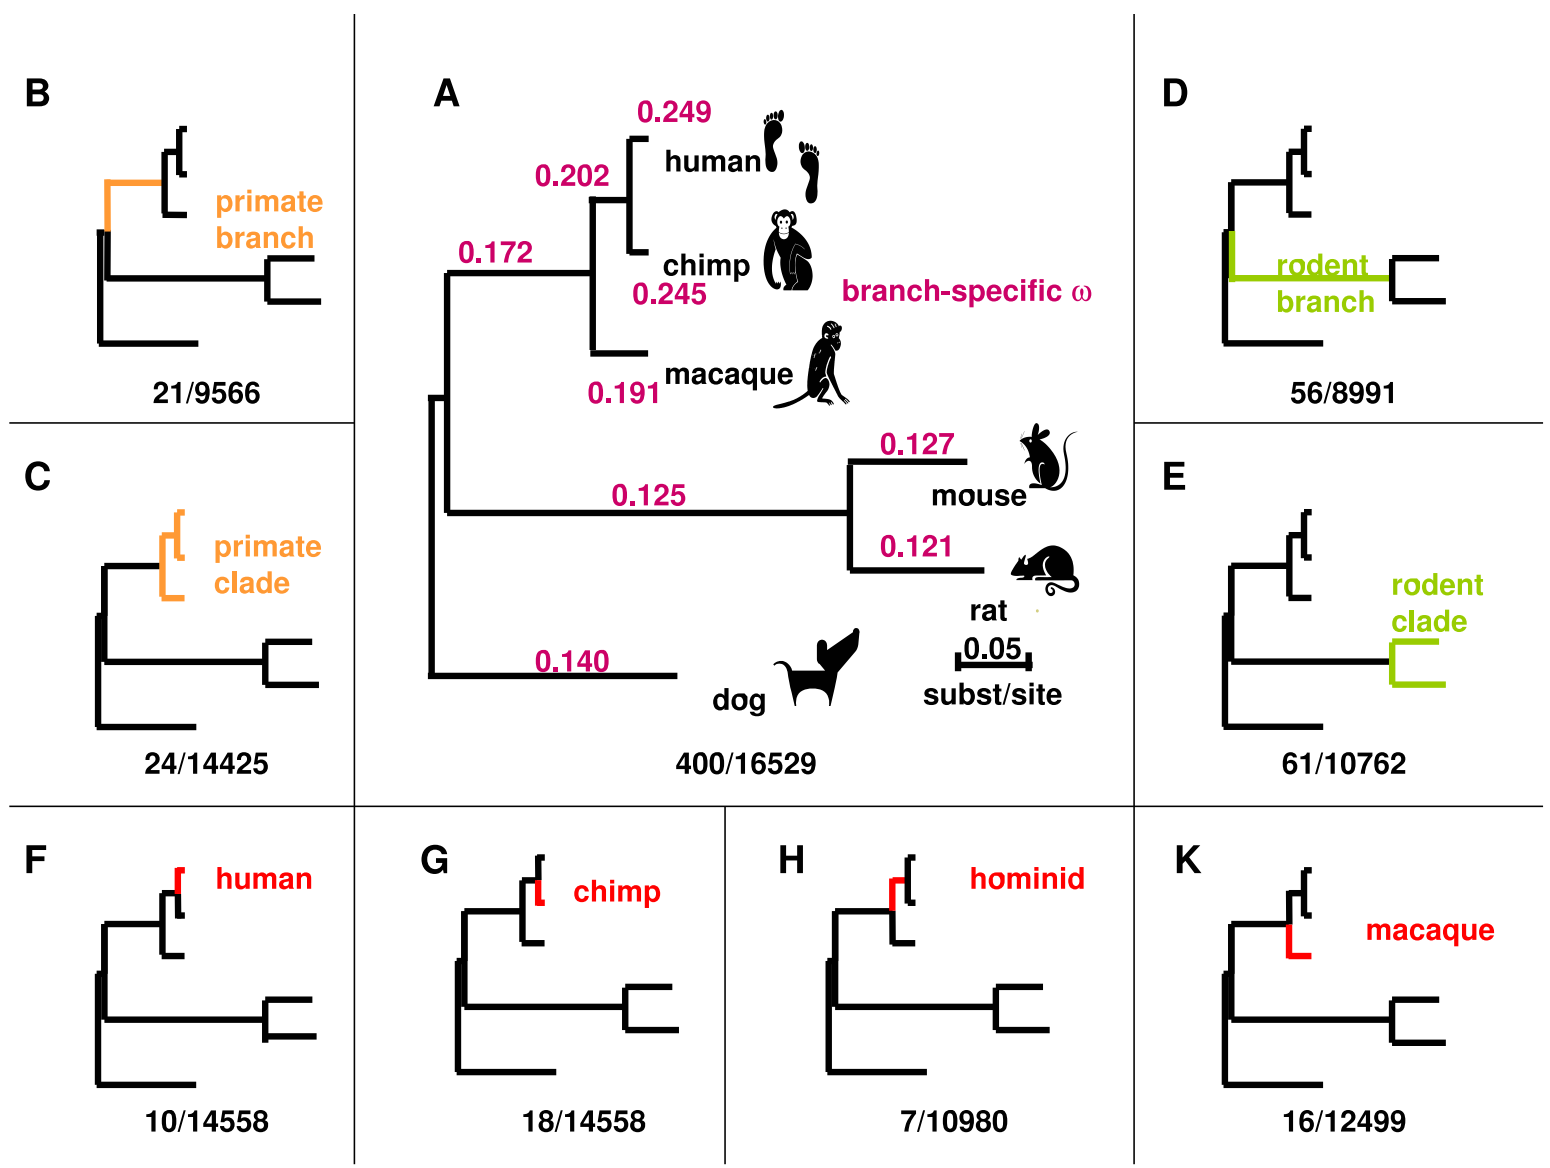 B
primate
branch
21/9566
A
0.249
human
0.202
chimp
0.172
0.245
branch-specific ω
macaque
0.191
0.127
mouse
0.125
0.121
rat
0.05
subst/site
0.140
dog
400/16529
D
rodent
branch
56/8991
C
primate
clade
24/14425
E
rodent
clade
61/10762
F
human
10/14558
G
chimp
18/14558
H
hominid
7/10980
K
macaque
16/12499